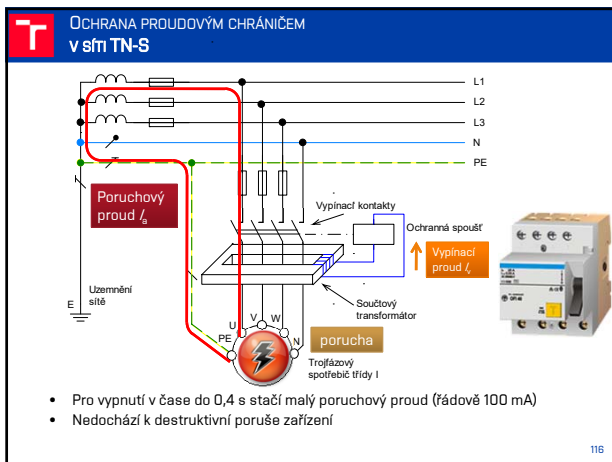 OCHRANA PROUDOVÝM CHRÁNIČEM
v síti TN-S
L1
L2
L3
N
PE
Poruchový
proud Ia
Vypínací kontakty
Ochranná spoušť
Vypínací
proud Iv
Uzemnění
sítě
E
Součtový
transformátor
U
V
W
N
PE
porucha
Trojfázový
spotřebič třídy I
• Pro vypnutí v čase do 0,4 s stačí malý poruchový proud (řádově 100 mA)
• Nedochází k destruktivní poruše zařízení
116